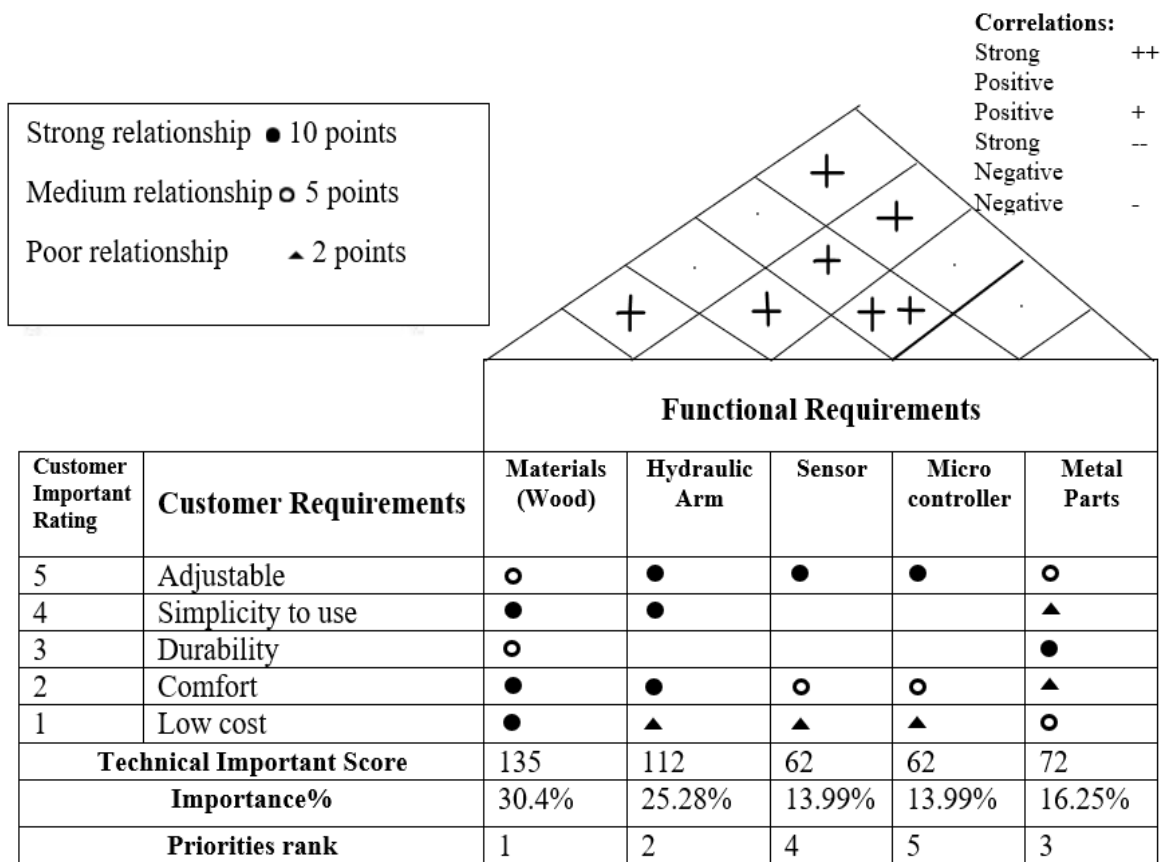 Correlations:
Strong ++
Positive
Positive +
Strong --
Negative
Negative -
Strong relationship ● 10 points
Medium relationship o 5 points
Poor relationship ▲ 2 points
+
+
+
+ + ++
Functional Requirements
Customer Important Rating
Customer Requirements
Materials (Wood)
Hydraulic Arm
Sensor
Micro controller
Metal Parts
5 Adjustable o ● ● ● o
4 Simplicity to use ● ● ▲
3 Durability o ●
2 Comfort ● ● o o ▲
1 Low cost ● ▲ ▲ ▲ o
Technical Important Score 135 112 62 62 72
Importance% 30.4% 25.28% 13.99% 13.99% 16.25%
Priorities rank 1 2 4 5 3